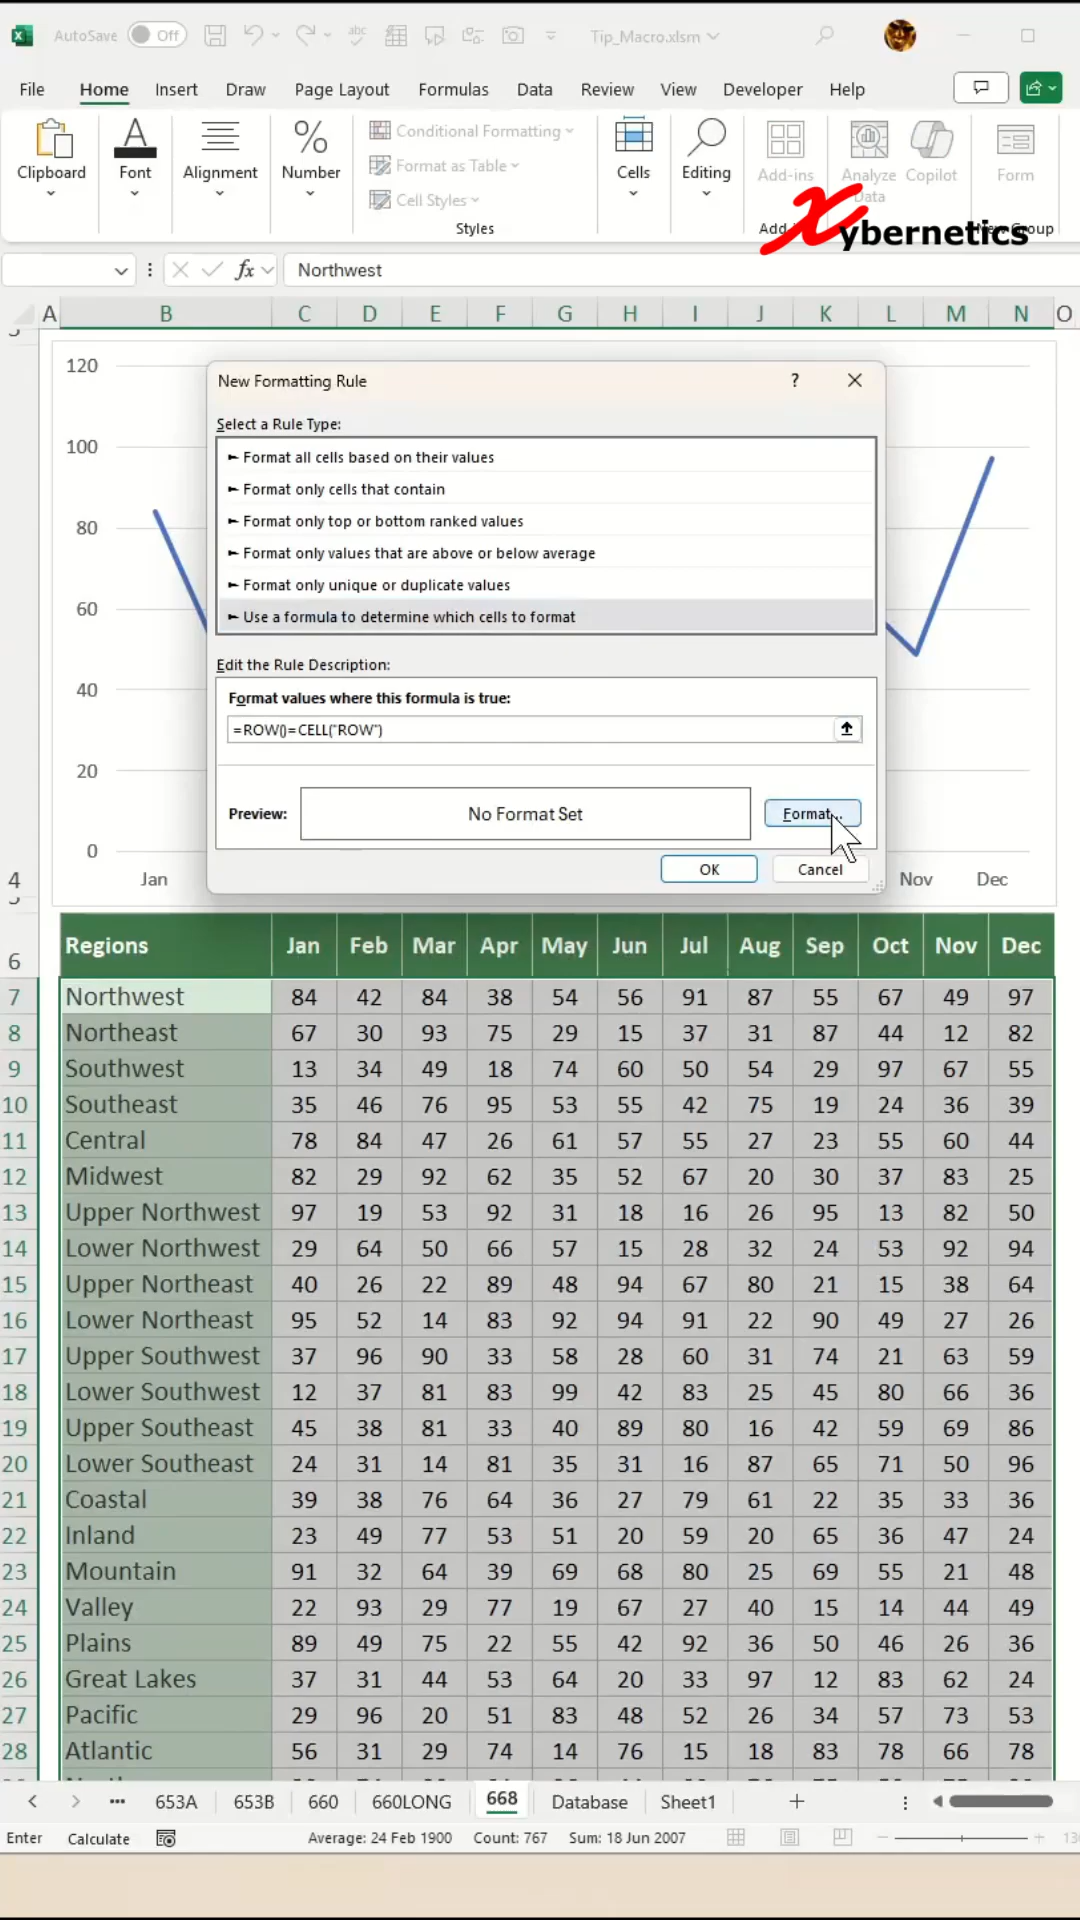 AutoSave Off Tip_Macro.xlsm
File Home Insert Draw Page Layout Formulas Data Review View Developer Help
Clipboard Font Alignment Number Conditional Formatting Format as Table Cell Styles Styles Cells Editing Add-ins Analyze Data Copilot Form
New Group
Xybernetics
fx Northwest
A B C D E F G H I J K L M N O
120
100
80
60
40
20
0
Jan Nov Dec
New Formatting Rule ?
Select a Rule Type:
► Format all cells based on their values
► Format only cells that contain
► Format only top or bottom ranked values
► Format only values that are above or below average
► Format only unique or duplicate values
► Use a formula to determine which cells to format
Edit the Rule Description:
Format values where this formula is true:
=ROW()=CELL("ROW")
Preview: No Format Set Format...
OK Cancel
4
6 Regions Jan Feb Mar Apr May Jun Jul Aug Sep Oct Nov Dec
7 Northwest 84 42 84 38 54 56 91 87 55 67 49 97
8 Northeast 67 30 93 75 29 15 37 31 87 44 12 82
9 Southwest 13 34 49 18 74 60 50 54 29 97 67 55
10 Southeast 35 46 76 95 53 55 42 75 19 24 36 39
11 Central 78 84 47 26 61 57 55 27 23 55 60 44
12 Midwest 82 29 92 62 35 52 67 20 30 37 83 25
13 Upper Northwest 97 19 53 92 31 18 16 26 95 13 82 50
14 Lower Northwest 29 64 50 66 57 15 28 32 24 53 92 94
15 Upper Northeast 40 26 22 89 48 94 67 80 21 15 38 64
16 Lower Northeast 95 52 14 83 92 94 91 22 90 49 27 26
17 Upper Southwest 37 96 90 33 58 28 60 31 74 21 63 59
18 Lower Southwest 12 37 81 83 99 42 83 25 45 80 66 36
19 Upper Southeast 45 38 81 33 40 89 80 16 42 59 69 86
20 Lower Southeast 24 31 14 81 35 31 16 87 65 71 50 96
21 Coastal 39 38 76 64 36 27 79 61 22 35 33 36
22 Inland 23 49 77 53 51 20 59 20 65 36 47 24
23 Mountain 91 32 64 39 69 68 80 25 69 55 21 48
24 Valley 22 93 29 77 19 67 27 40 15 14 44 49
25 Plains 89 49 75 22 55 42 92 36 50 46 26 36
26 Great Lakes 37 31 44 53 64 20 33 97 12 83 62 24
27 Pacific 29 96 20 51 83 48 52 26 34 57 73 53
28 Atlantic 56 31 29 74 14 76 15 18 83 78 66 78
653A 653B 660 660LONG 668 Database Sheet1
Enter Calculate Average: 24 Feb 1900 Count: 767 Sum: 18 Jun 2007